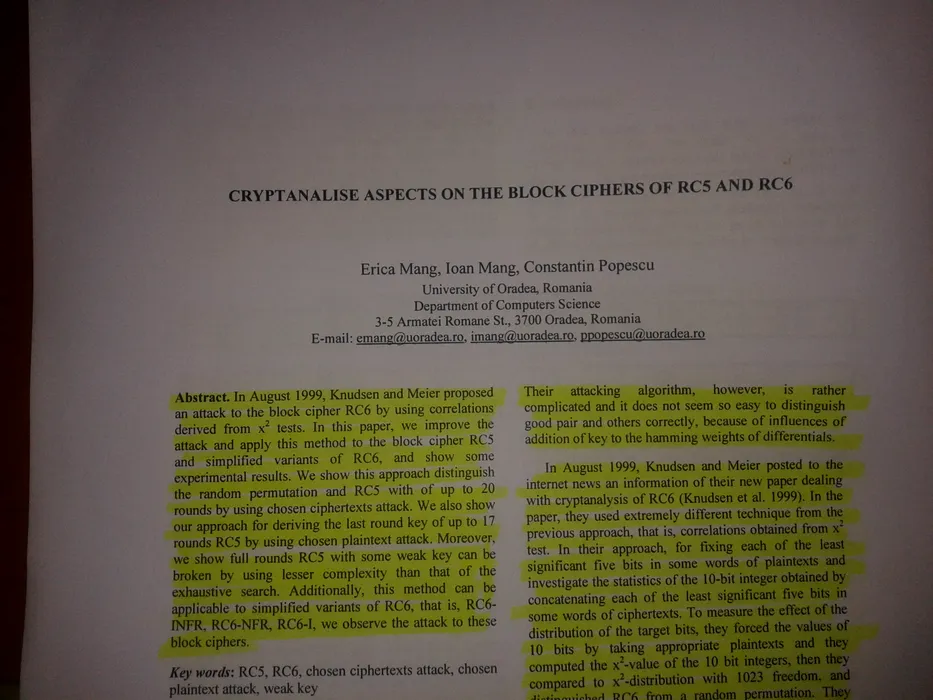 CRYPTANALISE ASPECTS ON THE BLOCK CIPHERS OF RC5 AND RC6
Erica Mang, Ioan Mang, Constantin Popescu
University of Oradea, Romania
Department of Computers Science
3-5 Armatei Romane St., 3700 Oradea, Romania
E-mail: emang@uoradea.ro, imang@uoradea.ro, ppopescu@uoradea.ro
Abstract. In August 1999, Knudsen and Meier proposed
an attack to the block cipher RC6 by using correlations
derived from x² tests. In this paper, we improve the
attack and apply this method to the block cipher RC5
and simplified variants of RC6, and show some
experimental results. We show this approach distinguish
the random permutation and RC5 with of up to 20
rounds by using chosen ciphertexts attack. We also show
our approach for deriving the last round key of up to 17
rounds RC5 by using chosen plaintext attack. Moreover,
we show full rounds RC5 with some weak key can be
broken by using lesser complexity than that of the
exhaustive search. Additionally, this method can be
applicable to simplified variants of RC6, that is, RC6-
INFR, RC6-NFR, RC6-I, we observe the attack to these
block ciphers.
Key words: RC5, RC6, chosen ciphertexts attack, chosen
plaintext attack, weak key
Their attacking algorithm, however, is rather
complicated and it does not seem so easy to distinguish
good pair and others correctly, because of influences of
addition of key to the hamming weights of differentials.
In August 1999, Knudsen and Meier posted to the
internet news an information of their new paper dealing
with cryptanalysis of RC6 (Knudsen et al. 1999). In the
paper, they used extremely different technique from the
previous approach, that is, correlations obtained from x²
test. In their approach, for fixing each of the least
significant five bits in some words of plaintexts and
investigate the statistics of the 10-bit integer obtained by
concatenating each of the least significant five bits in
some words of ciphertexts. To measure the effect of the
distribution of the target bits, they forced the values of
10 bits by taking appropriate plaintexts and they
computed the x²-value of the 10 bit integers, then they
compared to x²-distribution with 1023 freedom, and
distinguished RC6 from a random permutation. They